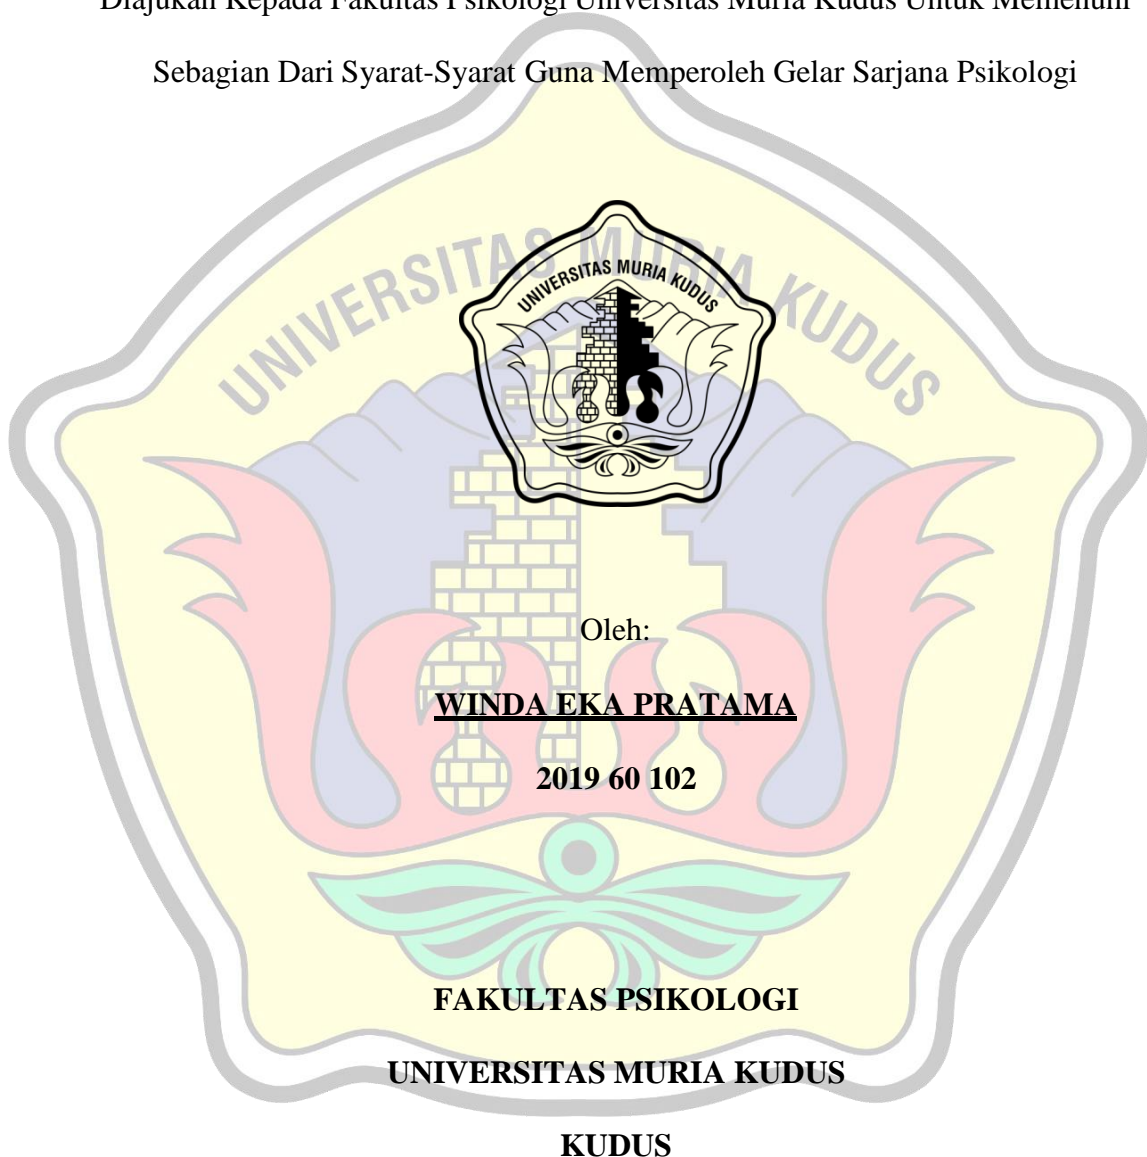 Diajukan Kepada Fakultas Psikologi Universitas Muria Kudus Untuk Memenuhi
Sebagian Dari Syarat-Syarat Guna Memperoleh Gelar Sarjana Psikologi
UNIVERSITAS MURIA KUDUS
UNIVERSITAS MURIA KUDUS
Oleh:
WINDA EKA PRATAMA
2019 60 102
FAKULTAS PSIKOLOGI
UNIVERSITAS MURIA KUDUS
KUDUS